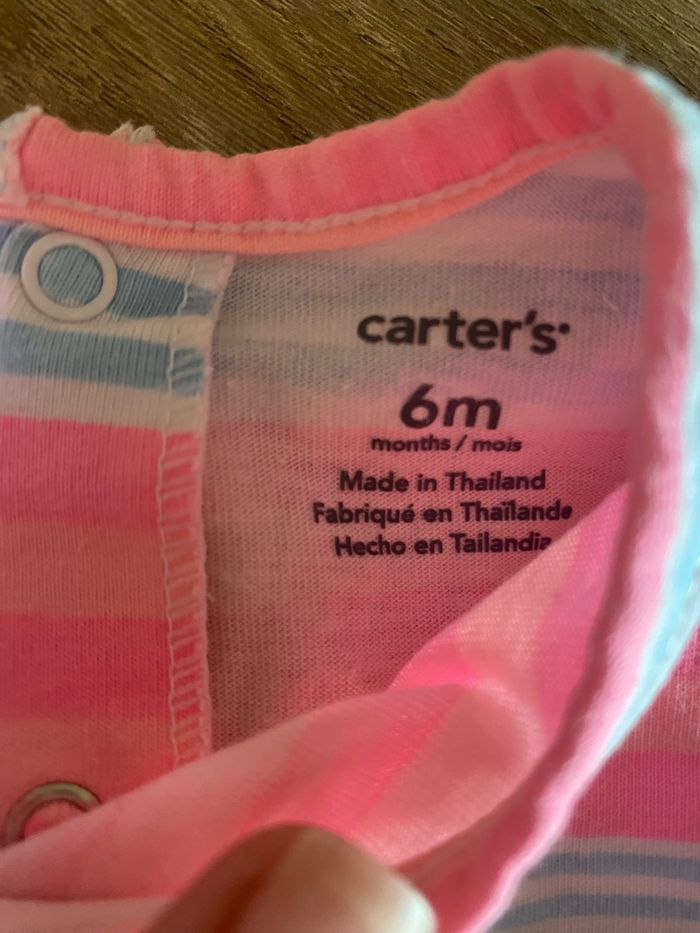 carter's
6m
months / mois
Made in Thailand
Fabriqué en Thaïlande
Hecho en Tailandia